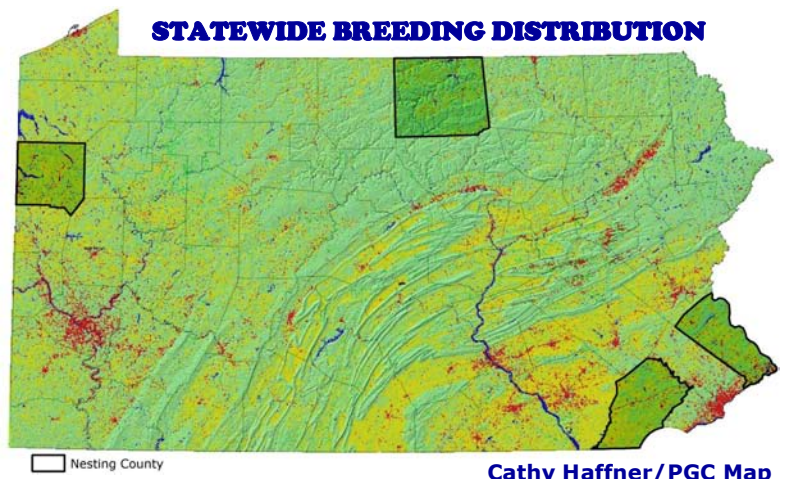 STATEWIDE BREEDING DISTRIBUTION
Nesting County
Cathy Haffner/PGC Map